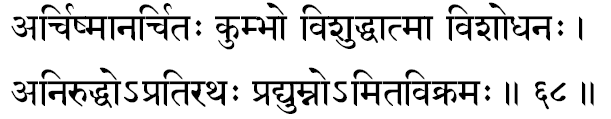 अर्चिष्मानर्चितः कुम्भो विशुद्धात्मा विशोधनः ।
अनिरुद्धोऽप्रतिरथः प्रद्युम्नोऽमितविक्रमः ॥ ६८ ॥